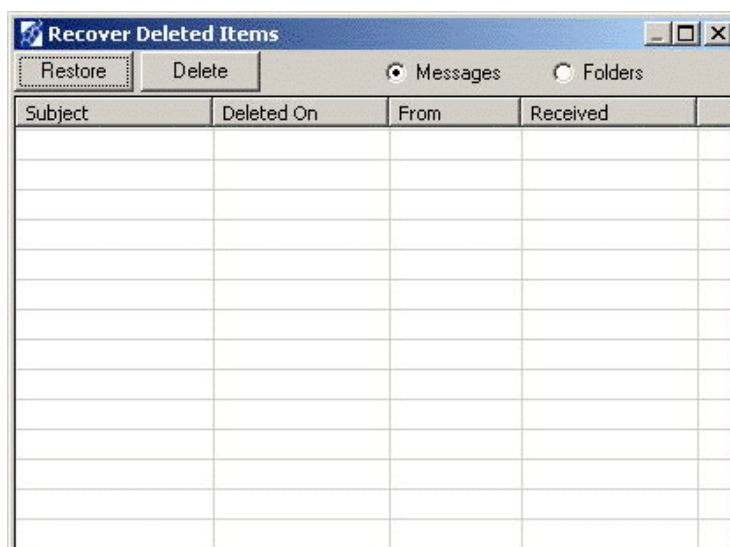 Recover Deleted Items
Restore Delete Messages Folders
Subject Deleted On From Received